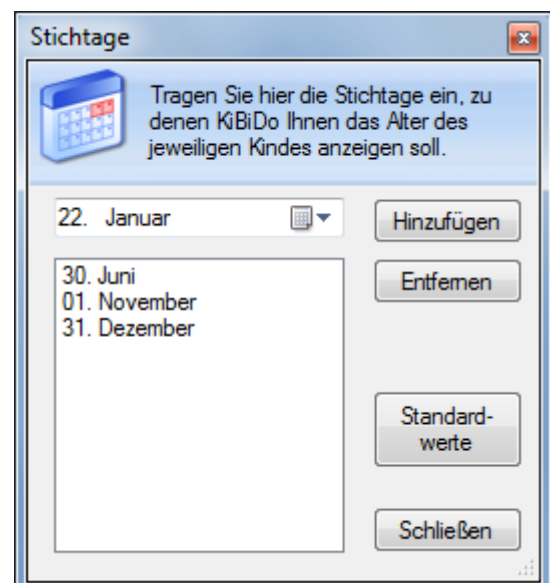 Stichtage
Tragen Sie hier die Stichtage ein, zu
denen KiBiDo Ihnen das Alter des
jeweiligen Kindes anzeigen soll.
22. Januar
Hinzufügen
30. Juni
01. November
31. Dezember
Entfernen
Standard-
werte
Schließen